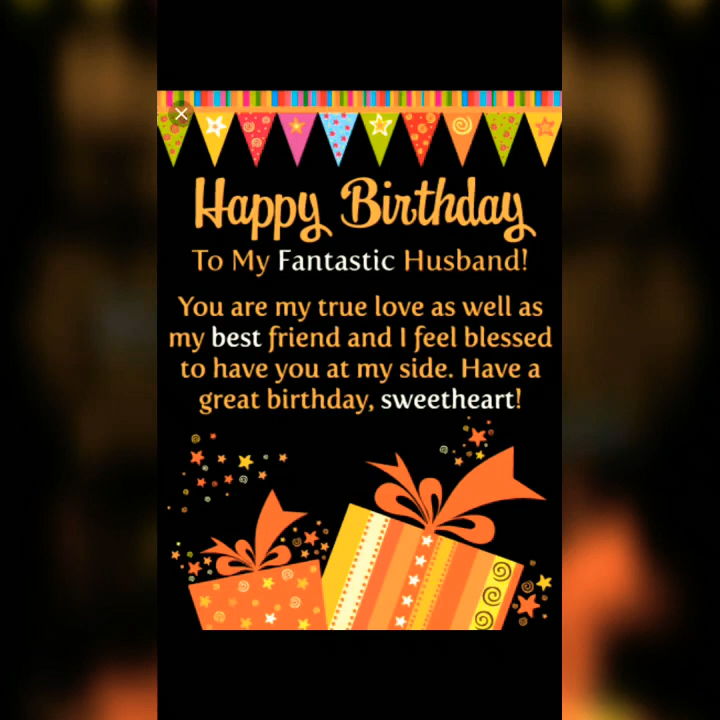 Happy Birthday
To My Fantastic Husband!
You are my true love as well as
my best friend and I feel blessed
to have you at my side. Have a
great birthday, sweetheart!